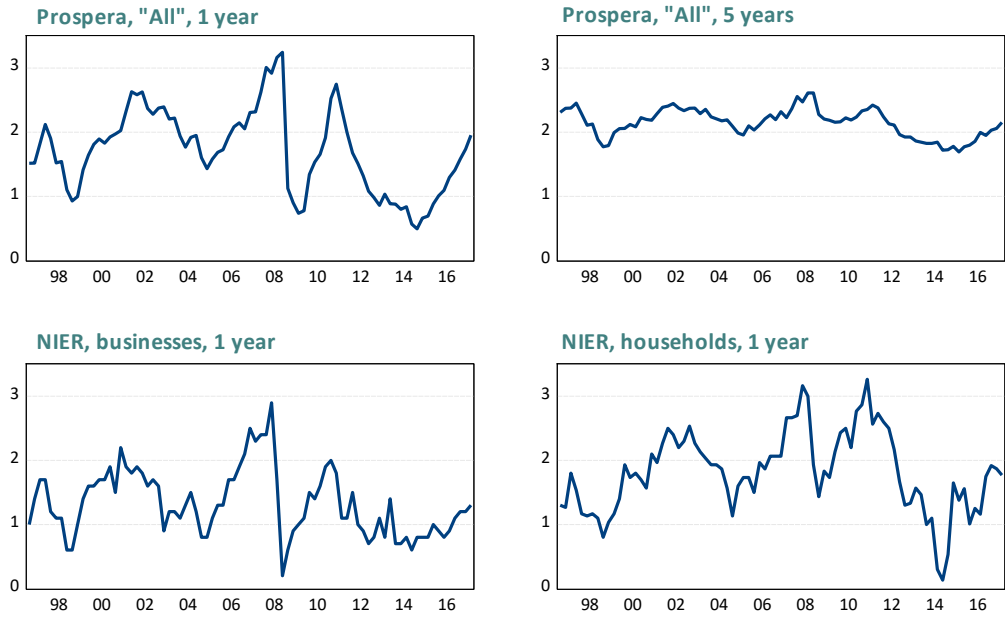 Prospera, "All", 1 year
3
2
1
0
98 00 02 04 06 08 10 12 14 16
Prospera, "All", 5 years
3
2
1
0
98 00 02 04 06 08 10 12 14 16
NIER, businesses, 1 year
3
2
1
0
98 00 02 04 06 08 10 12 14 16
NIER, households, 1 year
3
2
1
0
98 00 02 04 06 08 10 12 14 16